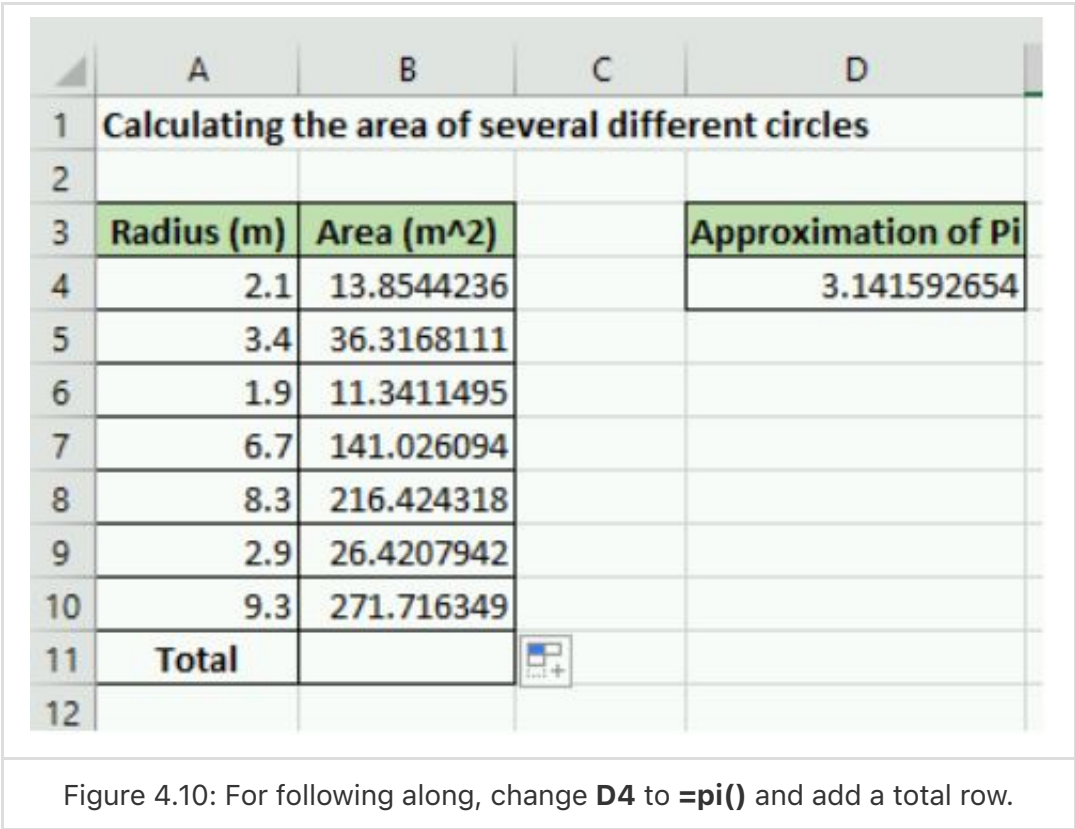 A B C D
1 Calculating the area of several different circles
2
3 Radius (m) Area (m^2) Approximation of Pi
4 2.1 13.8544236 3.141592654
5 3.4 36.3168111
6 1.9 11.3411495
7 6.7 141.026094
8 8.3 216.424318
9 2.9 26.4207942
10 9.3 271.716349
11 Total
12
Figure 4.10: For following along, change D4 to =pi() and add a total row.